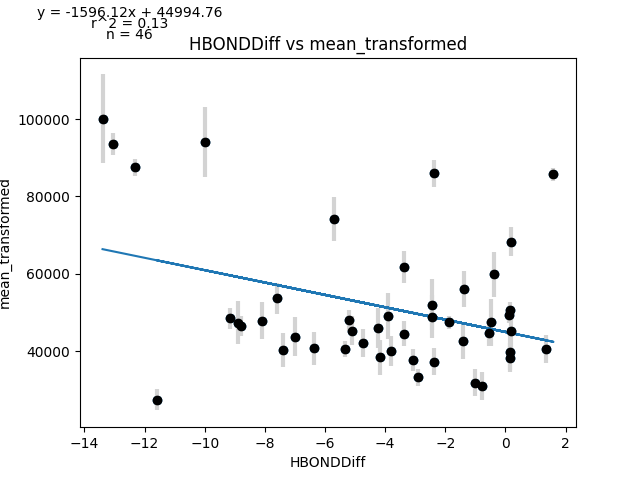 y = -1596.12x + 44994.76
r^2 = 0.13
n = 46
HBONDDiff vs mean_transformed
mean_transformed
100000
80000
60000
40000
−14 −12 −10 −8 −6 −4 −2 0 2
HBONDDiff